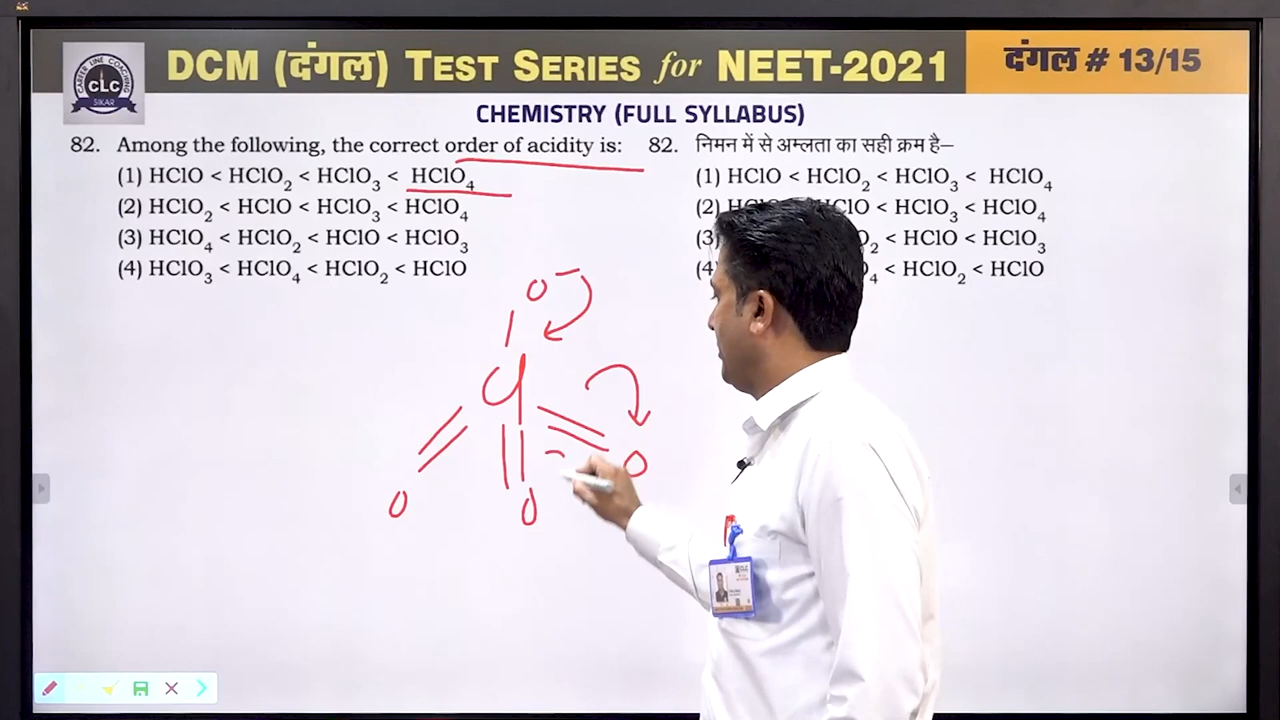 DCM (दंगल) TEST SERIES for NEET-2021
दंगल # 13/15
CAREER LINE COACHING
CLC
SIKAR
CHEMISTRY (FULL SYLLABUS)
82. Among the following, the correct order of acidity is:
(1) HClO < HClO₂ < HClO₃ < HClO₄
(2) HClO₂ < HClO < HClO₃ < HClO₄
(3) HClO₄ < HClO₂ < HClO < HClO₃
(4) HClO₃ < HClO₄ < HClO₂ < HClO
82. निमन में से अम्लता का सही क्रम है–
(1) HClO < HClO₂ < HClO₃ < HClO₄
(2) ClO < HClO₃ < HClO₄
(3) ₂ < HClO < HClO₃
(4 ₄ < HClO₂ < HClO
O⁻
Cl
O O O